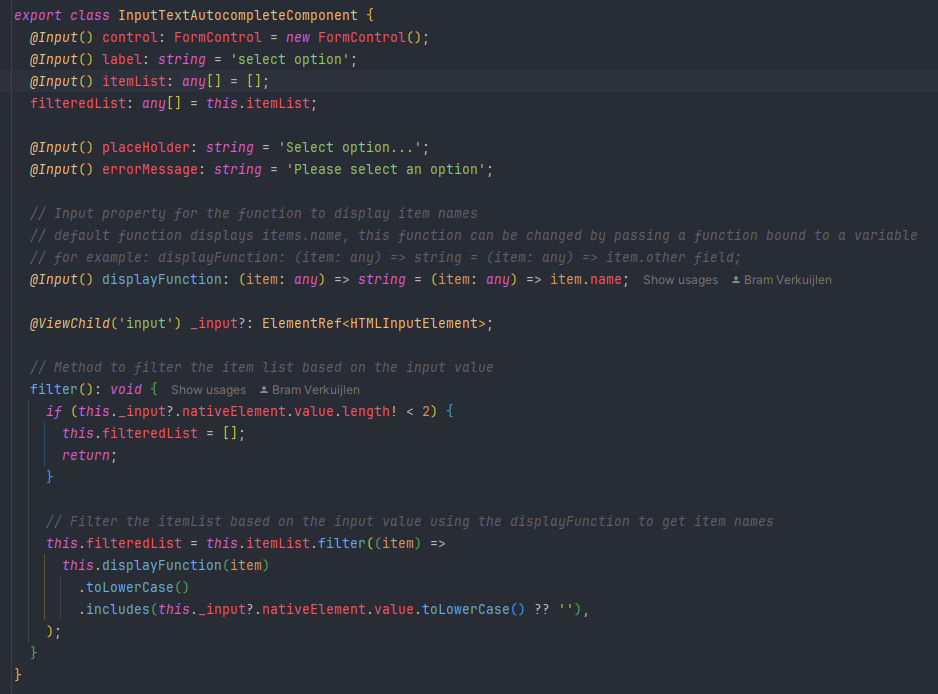 export class InputTextAutocompleteComponent {
@Input() control: FormControl = new FormControl();
@Input() label: string = 'select option';
@Input() itemList: any[] = [];
filteredList: any[] = this.itemList;
@Input() placeHolder: string = 'Select option...';
@Input() errorMessage: string = 'Please select an option';
// Input property for the function to display item names
// default function displays items.name, this function can be changed by passing a function bound to a variable
// for example: displayFunction: (item: any) => string = (item: any) => item.other field;
@Input() displayFunction: (item: any) => string = (item: any) => item.name; Show usages Bram Verkuijlen
@ViewChild('input') _input?: ElementRef<HTMLInputElement>;
// Method to filter the item list based on the input value
filter(): void { Show usages Bram Verkuijlen
if (this._input?.nativeElement.value.length! < 2) {
this.filteredList = [];
return;
}
// Filter the itemList based on the input value using the displayFunction to get item names
this.filteredList = this.itemList.filter((item) =>
this.displayFunction(item)
.toLowerCase()
.includes(this._input?.nativeElement.value.toLowerCase() ?? ''),
);
}
}